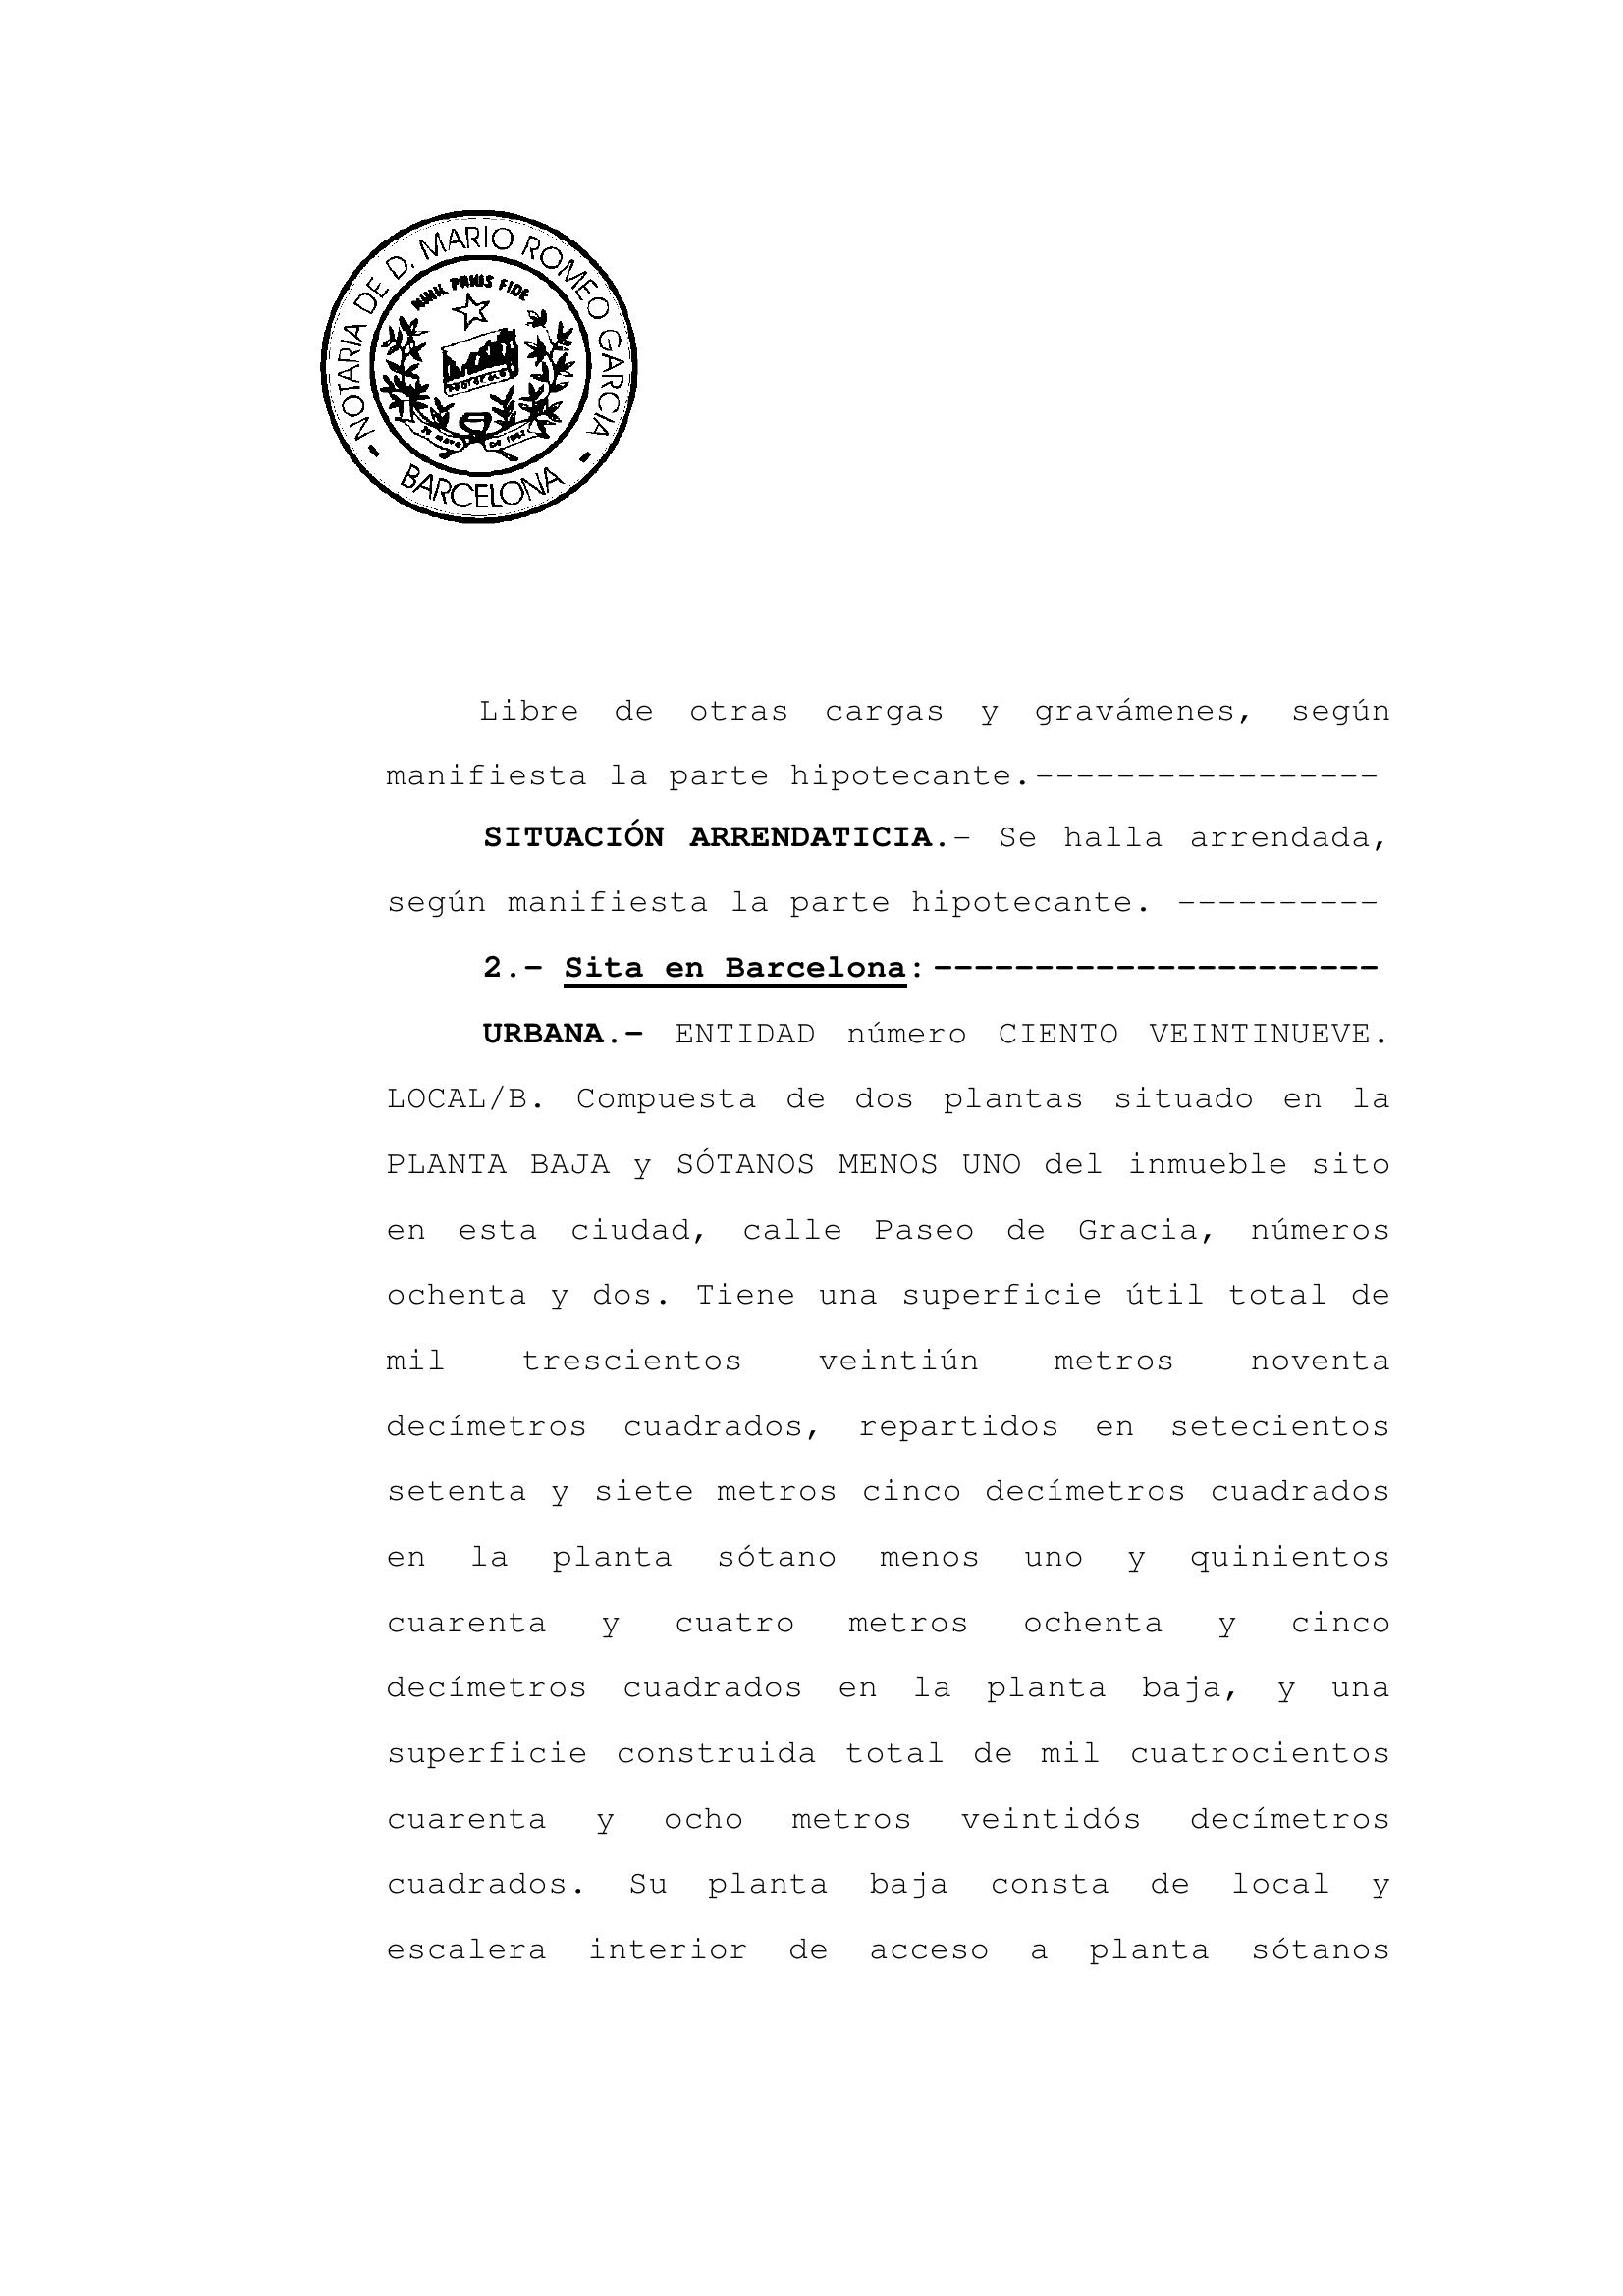 NOTARIA DE D. MARIO ROMEO GARCIA
NIHIL PRIUS FIDE
- BARCELONA -
Libre de otras cargas y gravámenes, según
manifiesta la parte hipotecante.-----------------
SITUACIÓN ARRENDATICIA.- Se halla arrendada,
según manifiesta la parte hipotecante. ----------
2.- Sita en Barcelona:----------------------
URBANA.- ENTIDAD número CIENTO VEINTINUEVE.
LOCAL/B. Compuesta de dos plantas situado en la
PLANTA BAJA y SÓTANOS MENOS UNO del inmueble sito
en esta ciudad, calle Paseo de Gracia, números
ochenta y dos. Tiene una superficie útil total de
mil trescientos veintiún metros noventa
decímetros cuadrados, repartidos en setecientos
setenta y siete metros cinco decímetros cuadrados
en la planta sótano menos uno y quinientos
cuarenta y cuatro metros ochenta y cinco
decímetros cuadrados en la planta baja, y una
superficie construida total de mil cuatrocientos
cuarenta y ocho metros veintidós decímetros
cuadrados. Su planta baja consta de local y
escalera interior de acceso a planta sótanos